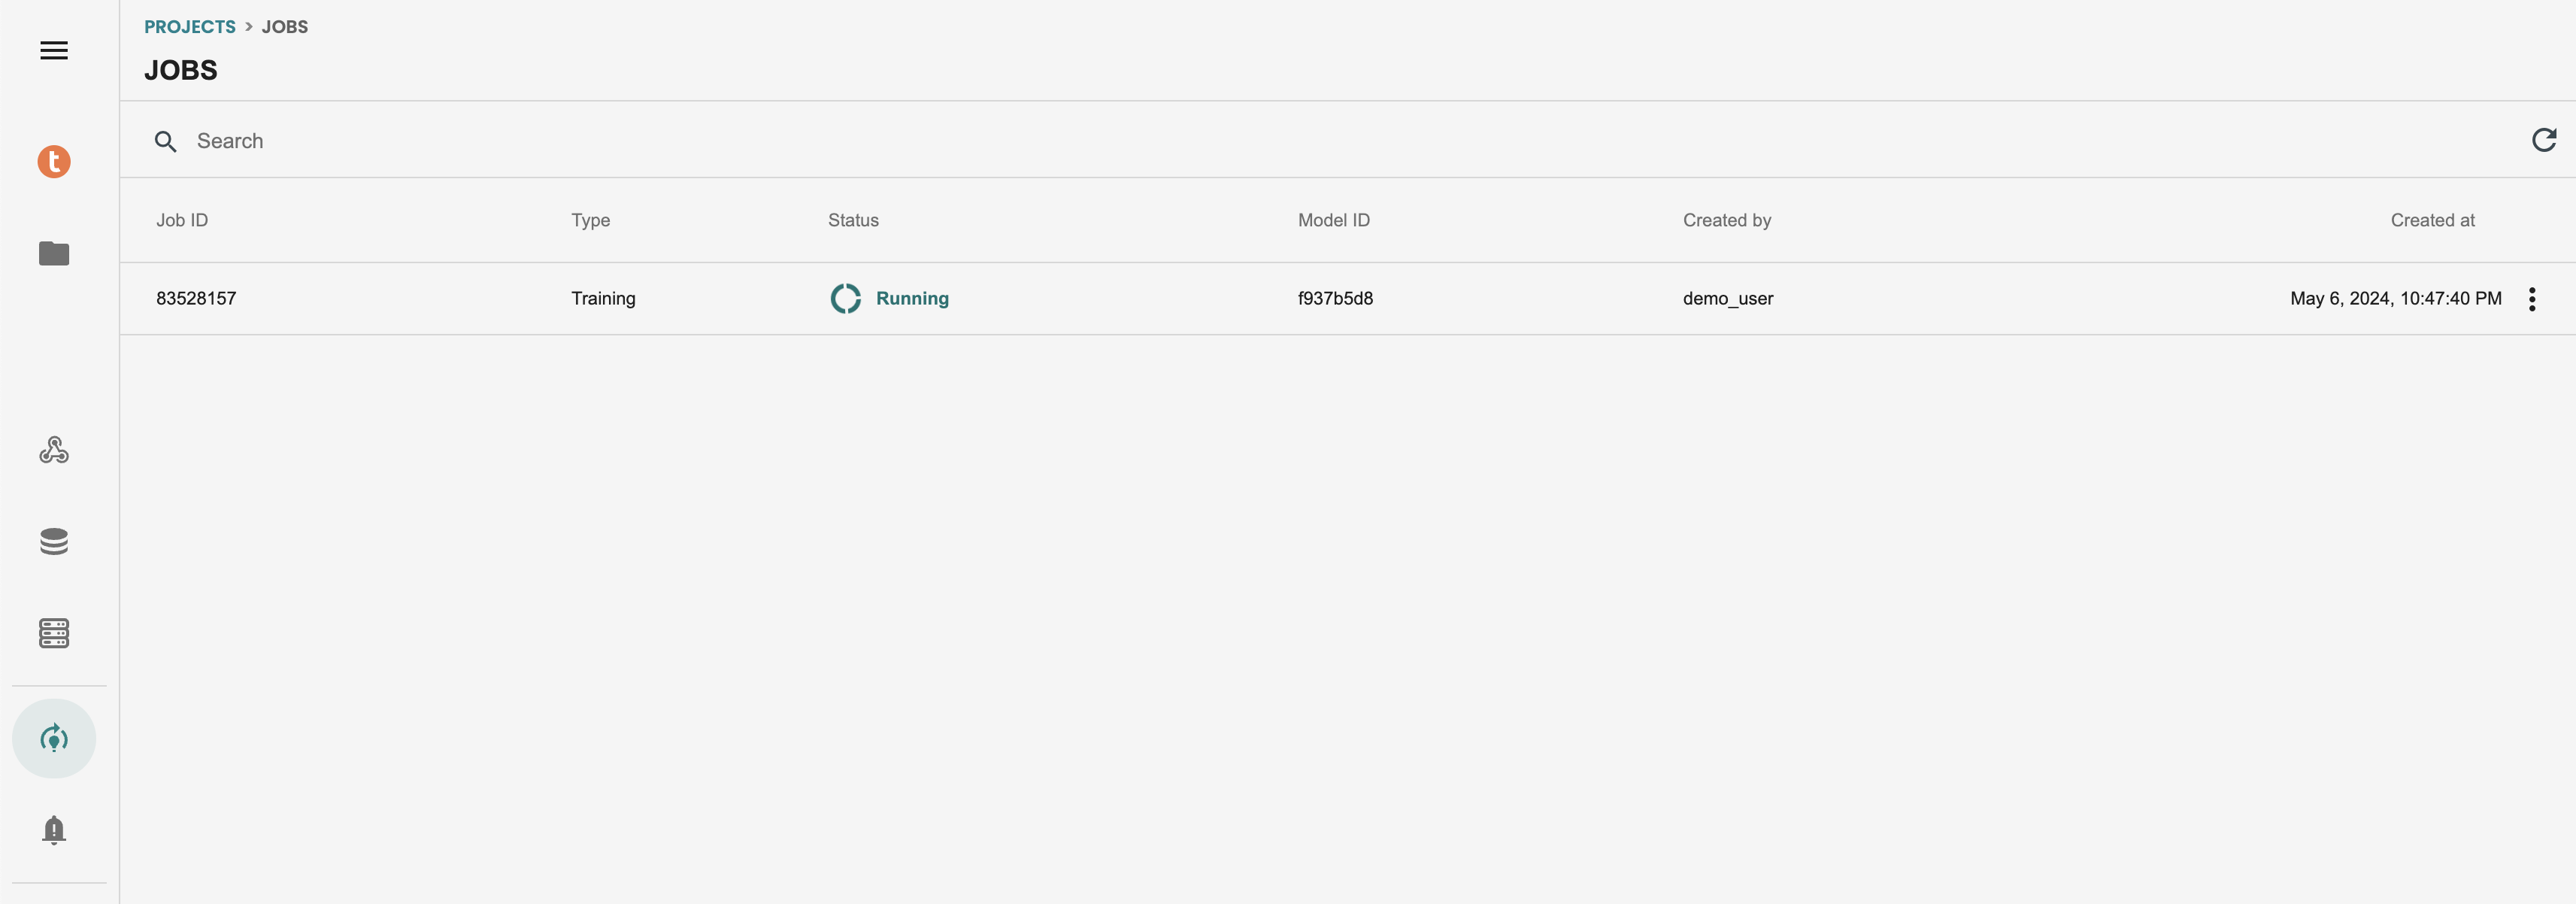 PROJECTS > JOBS
JOBS
t
Search
Job ID Type Status Model ID Created by Created at
83528157 Training Running f937b5d8 demo_user May 6, 2024, 10:47:40 PM